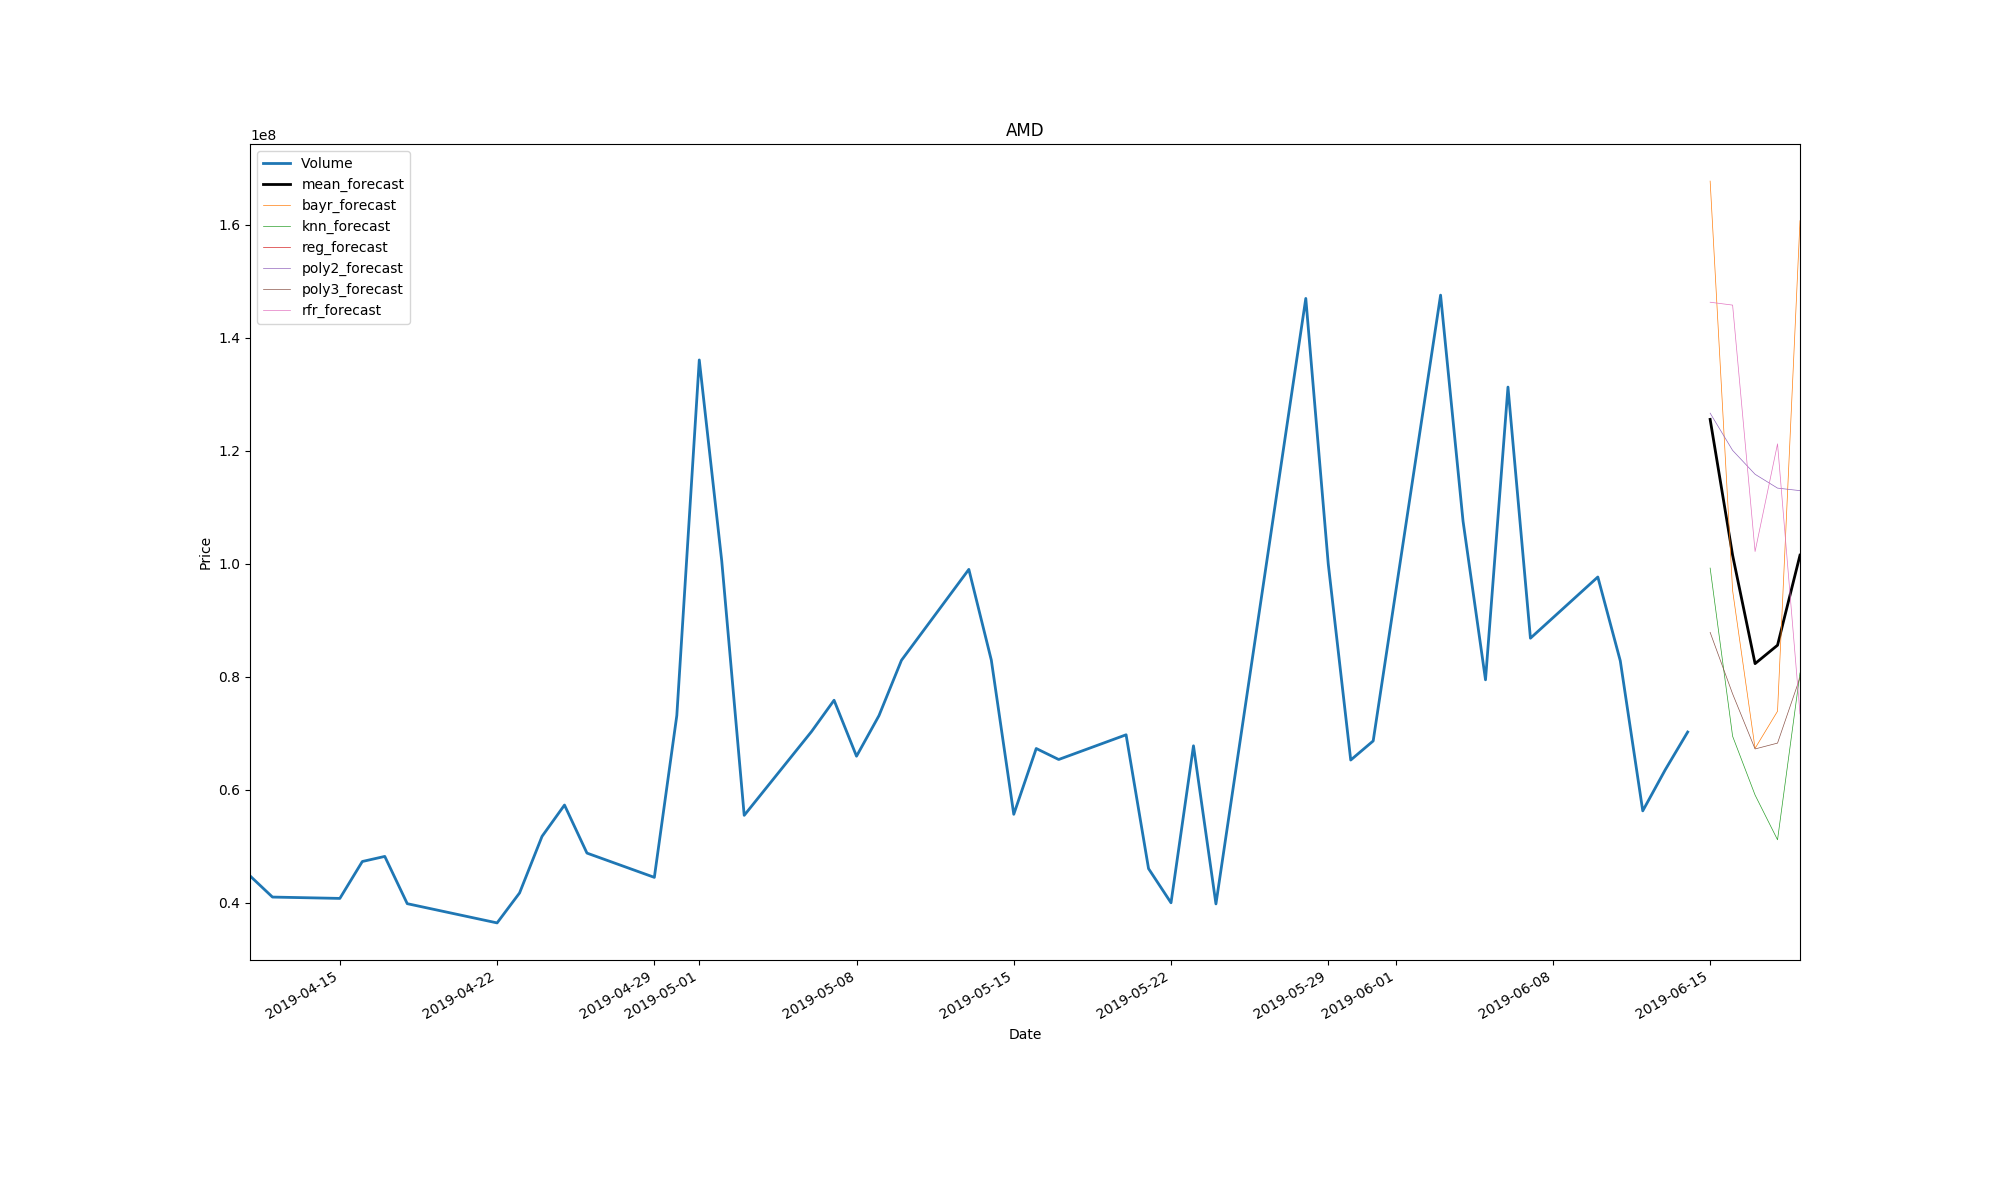 AMD
1e8
Volume
mean_forecast
bayr_forecast
knn_forecast
reg_forecast
poly2_forecast
poly3_forecast
rfr_forecast
1.6
1.4
1.2
1.0
0.8
0.6
0.4
Price
2019-04-15
2019-04-22
2019-04-29
2019-05-01
2019-05-08
2019-05-15
2019-05-22
2019-05-29
2019-06-01
2019-06-08
2019-06-15
Date